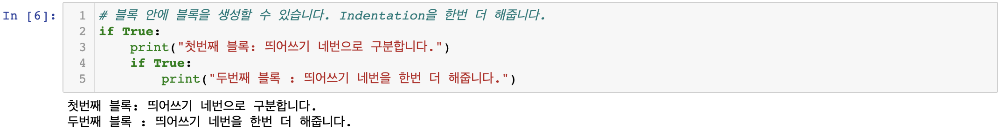 In [6]:
1 # 블록 안에 블록을 생성할 수 있습니다. Indentation을 한번 더 해줍니다.
2 if True:
3     print("첫번째 블록: 띄어쓰기 네번으로 구분합니다.")
4     if True:
5         print("두번째 블록 : 띄어쓰기 네번을 한번 더 해줍니다.")
첫번째 블록: 띄어쓰기 네번으로 구분합니다.
두번째 블록 : 띄어쓰기 네번을 한번 더 해줍니다.